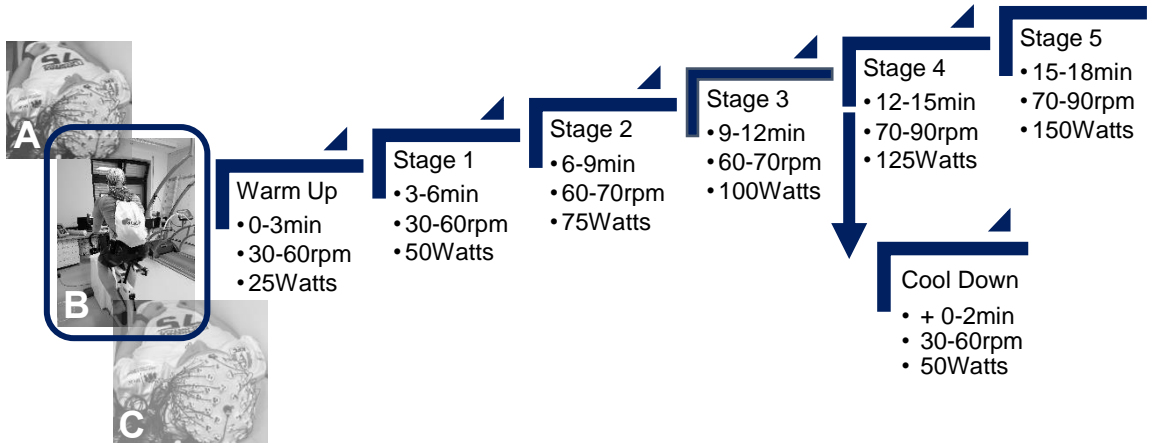 A
B
C
75
75
Warm Up
• 0-3min
• 30-60rpm
• 25Watts
Stage 1
• 3-6min
• 30-60rpm
• 50Watts
Stage 2
• 6-9min
• 60-70rpm
• 75Watts
Stage 3
• 9-12min
• 60-70rpm
• 100Watts
Stage 4
• 12-15min
• 70-90rpm
• 125Watts
Stage 5
• 15-18min
• 70-90rpm
• 150Watts
Cool Down
• + 0-2min
• 30-60rpm
• 50Watts